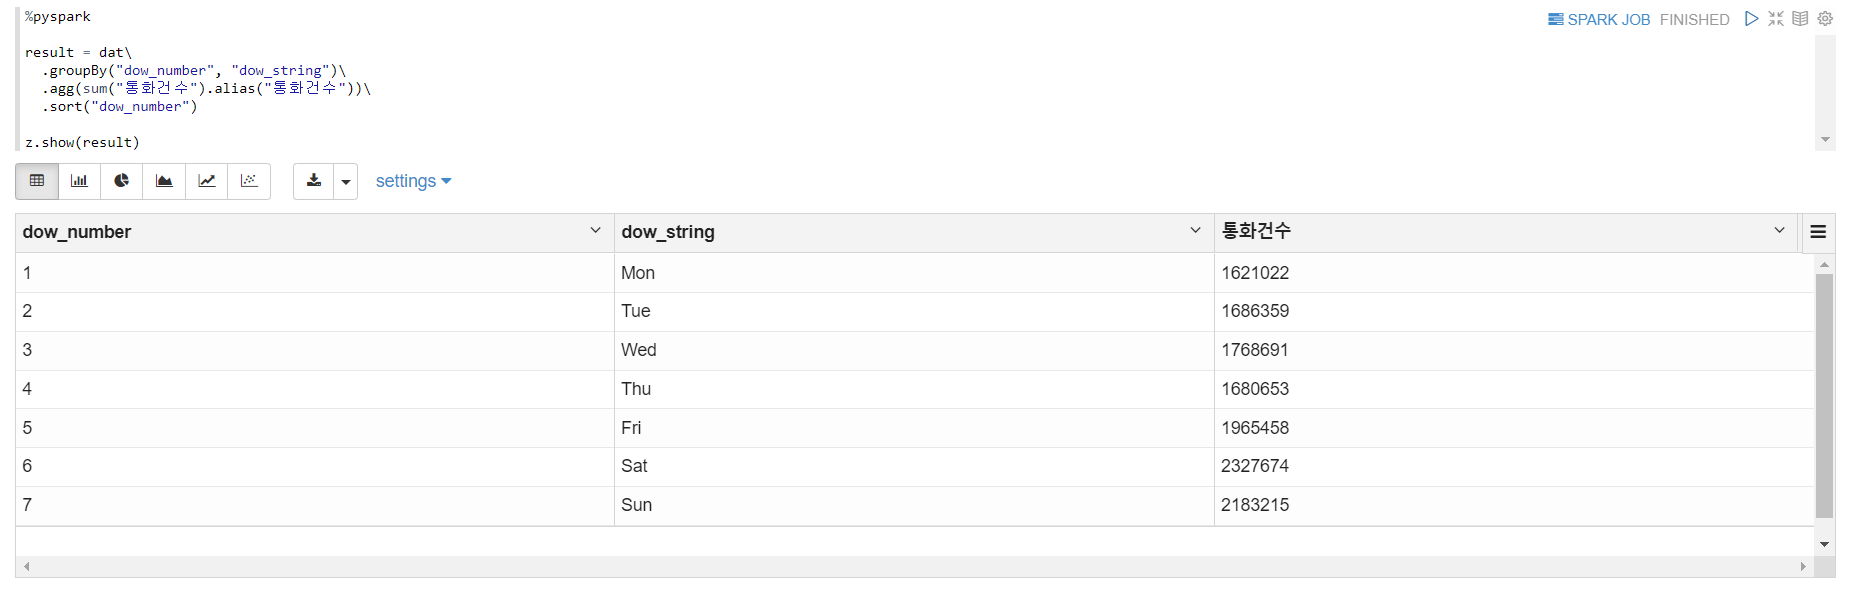 %pyspark
SPARK JOB FINISHED
result = dat\
.groupBy("dow_number", "dow_string")\
.agg(sum("통화건수").alias("통화건수"))\
.sort("dow_number")
z.show(result)
settings
dow_number dow_string 통화건수
1 Mon 1621022
2 Tue 1686359
3 Wed 1768691
4 Thu 1680653
5 Fri 1965458
6 Sat 2327674
7 Sun 2183215